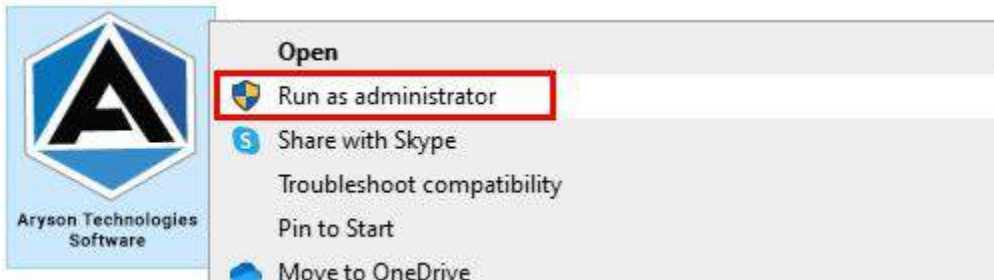 Open
Run as administrator
Share with Skype
Troubleshoot compatibility
Pin to Start
Move to OneDrive
Aryson Technologies
Software